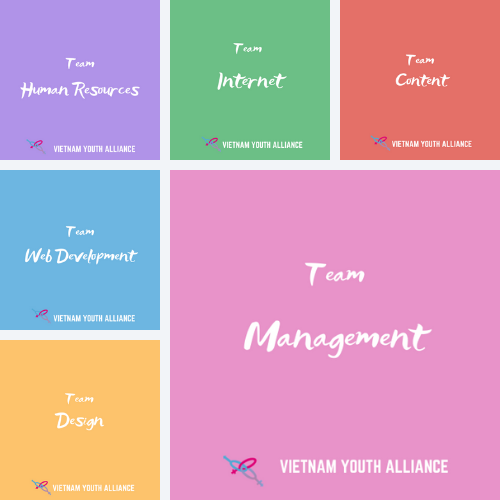 Team
Human Resources
VIETNAM YOUTH ALLIANCE
Team
Internet
VIETNAM YOUTH ALLIANCE
Team
Content
VIETNAM YOUTH ALLIANCE
Team
Web Development
VIETNAM YOUTH ALLIANCE
Team
Management
VIETNAM YOUTH ALLIANCE
Team
Design
VIETNAM YOUTH ALLIANCE